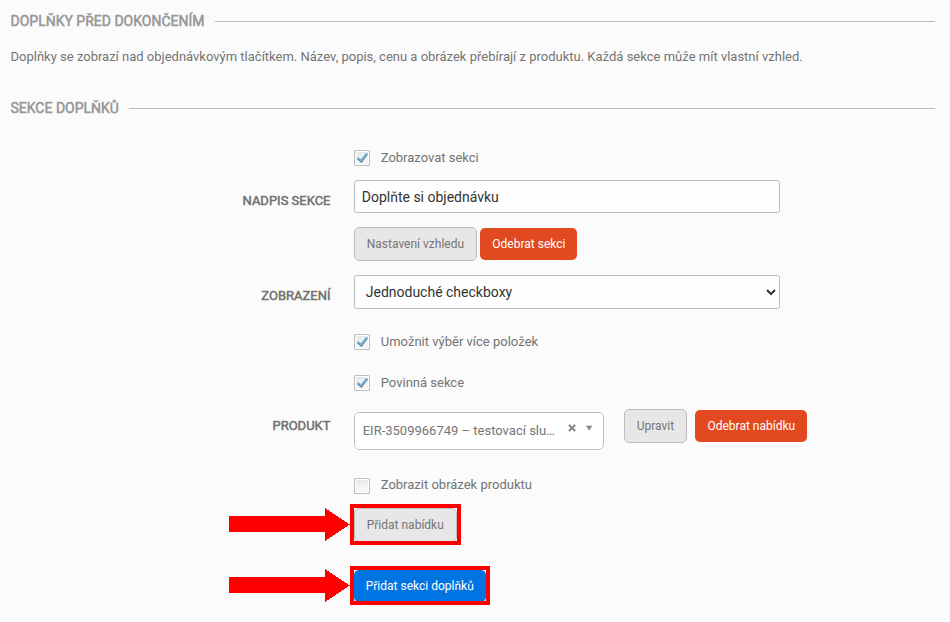 DOPLŇKY PŘED DOKONČENÍM
Doplňky se zobrazí nad objednávkovým tlačítkem. Název, popis, cenu a obrázek přebírají z produktu. Každá sekce může mít vlastní vzhled.
SEKCE DOPLŇKŮ
Zobrazovat sekci
NADPIS SEKCE Doplňte si objednávku
Nastavení vzhledu Odebrat sekci
ZOBRAZENÍ Jednoduché checkboxy
Umožnit výběr více položek
Povinná sekce
PRODUKT EIR-3509966749 – testovací slu... × Upravit Odebrat nabídku
Zobrazit obrázek produktu
Přidat nabídku
Přidat sekci doplňků